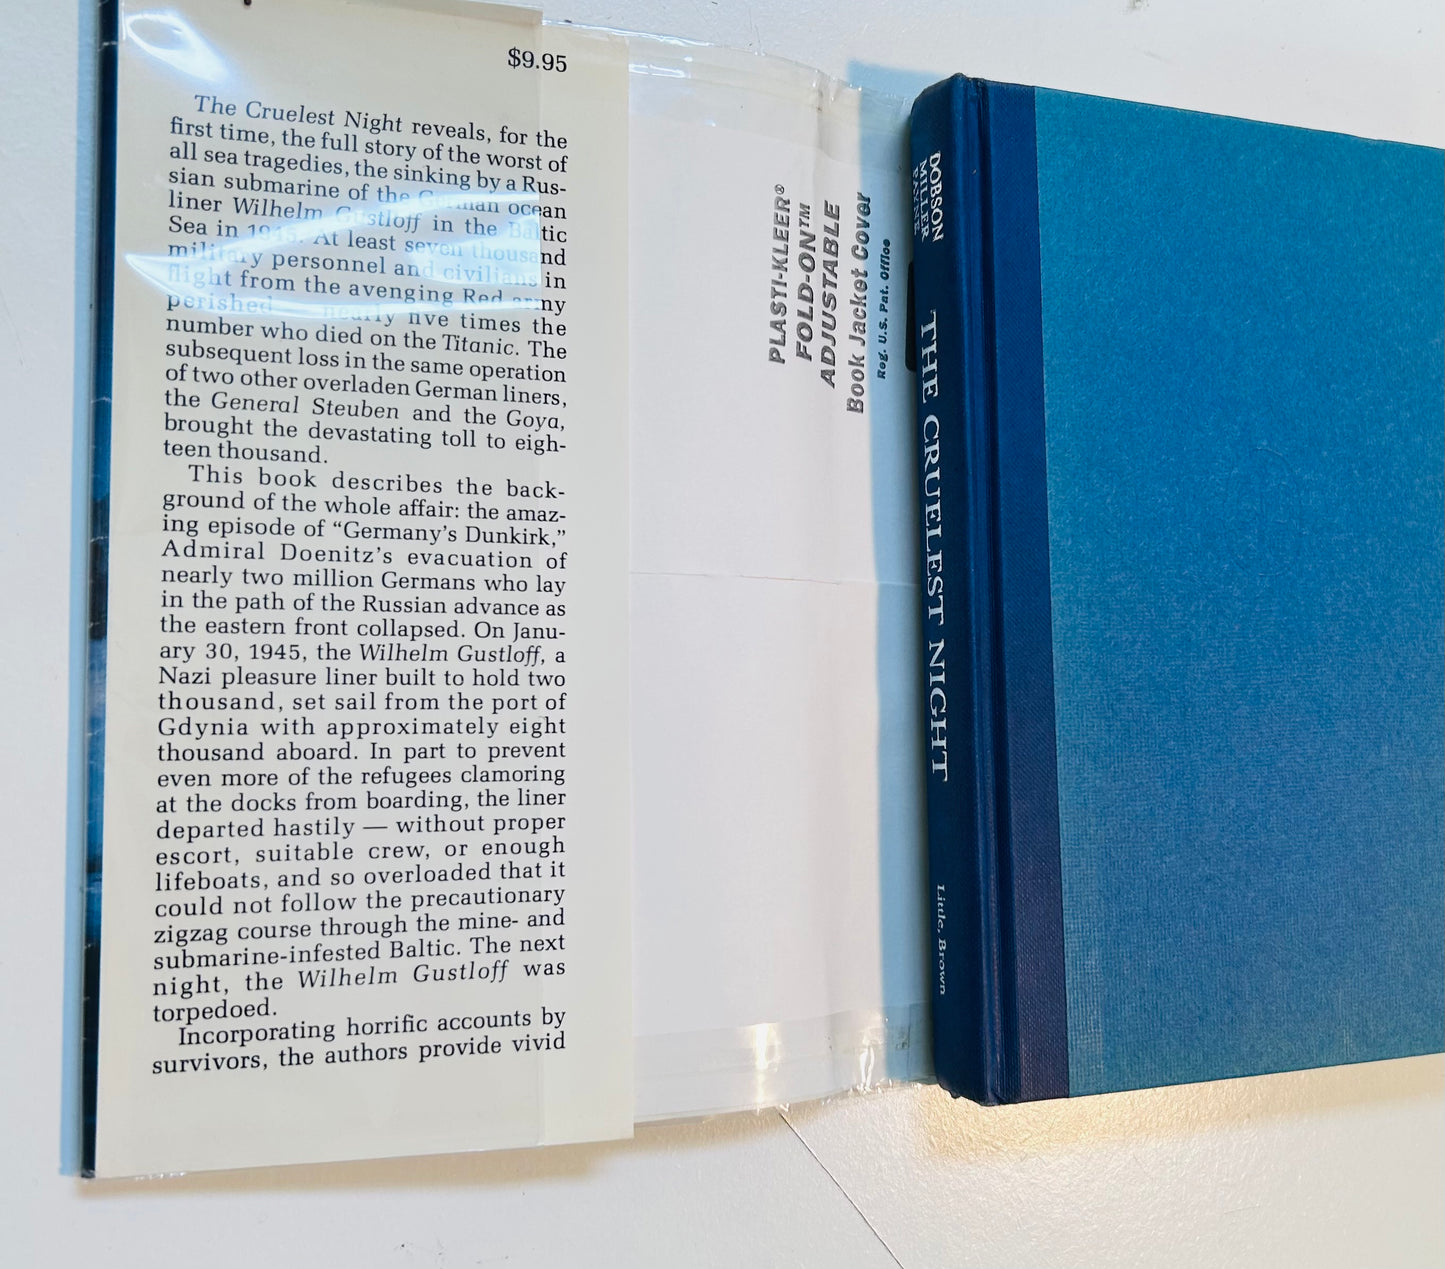 $9.95
The Cruelest Night reveals, for the
first time, the full story of the worst of
all sea tragedies, the sinking by a Rus-
sian submarine of the German ocean
liner Wilhelm Gustloff in the Baltic
Sea in 1945. At least seven thousand
military personnel and civilians in
flight from the avenging Red army
perished nearly five times the
number who died on the Titanic. The
subsequent loss in the same operation
of two other overladen German liners,
the General Steuben and the Goya,
brought the devastating toll to eigh-
teen thousand.
This book describes the back-
ground of the whole affair: the amaz-
ing episode of “Germany’s Dunkirk,”
Admiral Doenitz’s evacuation of
nearly two million Germans who lay
in the path of the Russian advance as
the eastern front collapsed. On Janu-
ary 30, 1945, the Wilhelm Gustloff, a
Nazi pleasure liner built to hold two
thousand, set sail from the port of
Gdynia with approximately eight
thousand aboard. In part to prevent
even more of the refugees clamoring
at the docks from boarding, the liner
departed hastily — without proper
escort, suitable crew, or enough
lifeboats, and so overloaded that it
could not follow the precautionary
zigzag course through the mine- and
submarine-infested Baltic. The next
night, the Wilhelm Gustloff was
torpedoed.
Incorporating horrific accounts by
survivors, the authors provide vivid
PLASTI-KLEER®
FOLD-ON™
ADJUSTABLE
Book Jacket Cover
Reg. U.S. Pat. Office
DOBSON
MILLER
PAYNE
THE CRUELEST NIGHT
Little, Brown